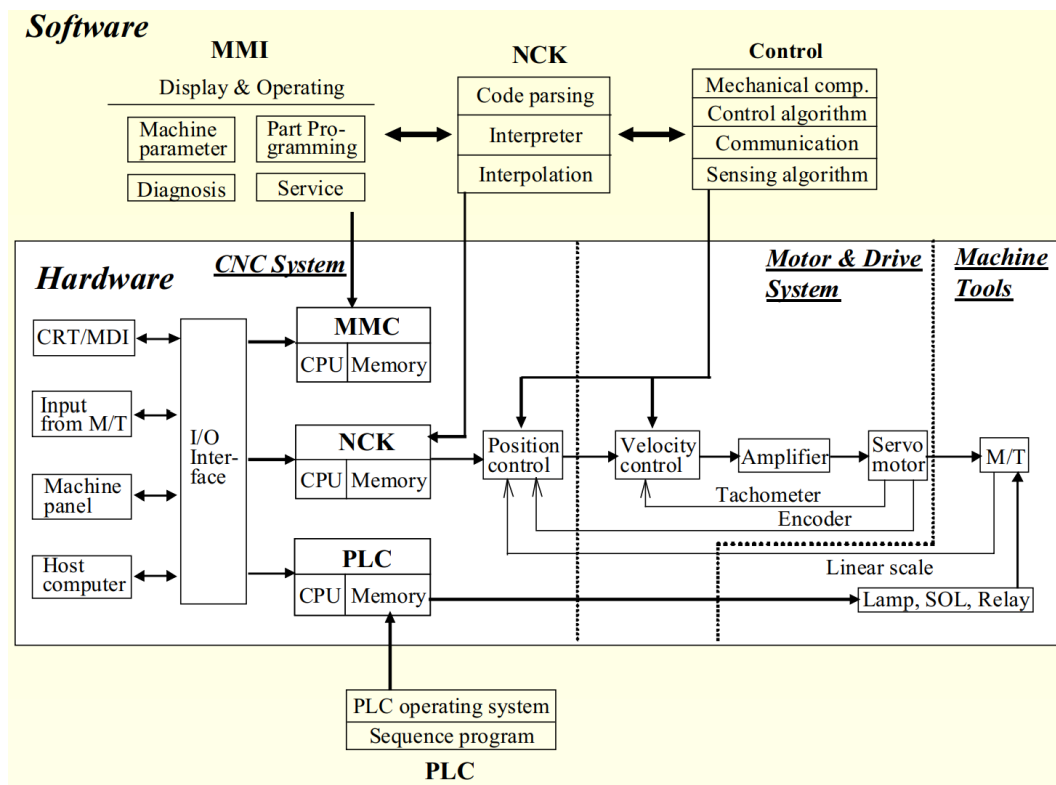 Software
MMI
Display & Operating
Machine
parameter
Part Pro-
gramming
Diagnosis
Service
NCK
Code parsing
Interpreter
Interpolation
Control
Mechanical comp.
Control algorithm
Communication
Sensing algorithm
Hardware
CNC System
Motor & Drive
System
Machine
Tools
CRT/MDI
Input
from M/T
Machine
panel
Host
computer
I/O
Inter-
face
MMC
CPU
Memory
NCK
CPU
Memory
PLC
CPU
Memory
Position
control
Velocity
control
Amplifier
Servo
motor
M/T
Tachometer
Encoder
Linear scale
Lamp, SOL, Relay
PLC operating system
Sequence program
PLC